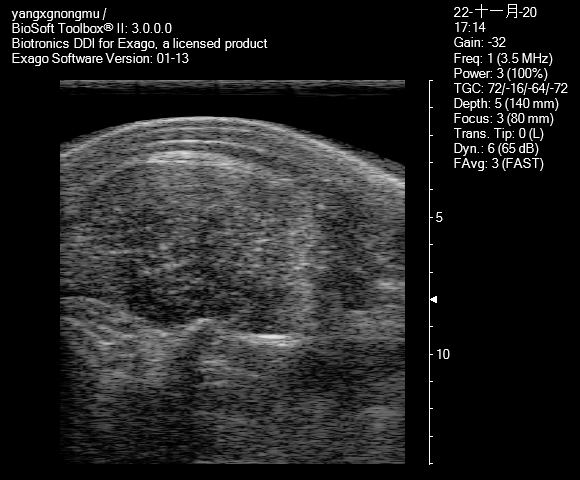 yangxgnongmu /
BioSoft Toolbox® II: 3.0.0.0
Biotronics DDI for Exago, a licensed product
Exago Software Version: 01-13
22-十一月-20
17:14
Gain: -32
Freq: 1 (3.5 MHz)
Power: 3 (100%)
TGC: 72/-16/-64/-72
Depth: 5 (140 mm)
Focus: 3 (80 mm)
Trans. Tip: 0 (L)
Dyn.: 6 (65 dB)
FAvg: 3 (FAST)
5
10